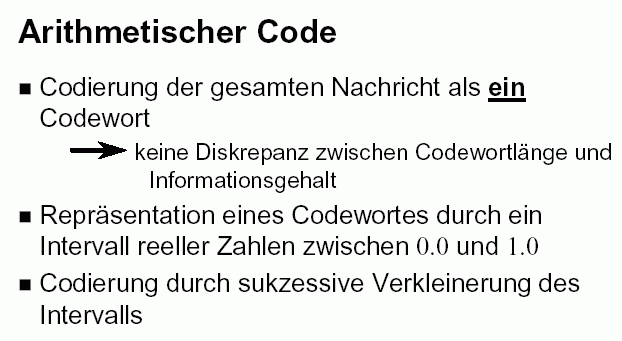 Arithmetischer Code
Codierung der gesamten Nachricht als ein
Codewort
keine Diskrepanz zwischen Codewortlänge und
Informationsgehalt
Repräsentation eines Codewortes durch ein
Intervall reeller Zahlen zwischen 0.0 und 1.0
Codierung durch sukzessive Verkleinerung des
Intervalls